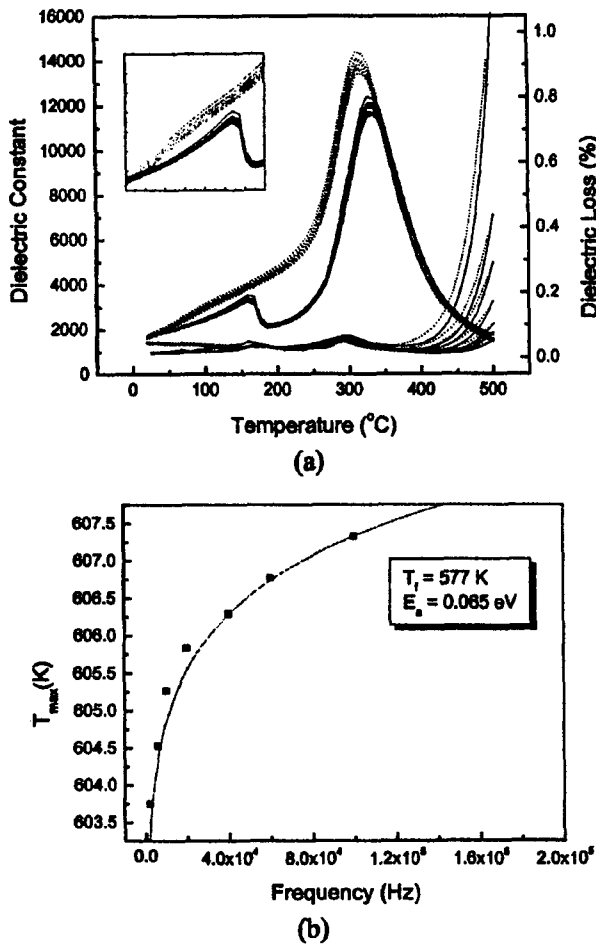 (a)
16000
14000
12000
10000
8000
6000
4000
2000
0
Dielectric Constant
1.0
0.8
0.6
0.4
0.2
0.0
Dielectric Loss (%)
0 100 200 300 400 500
Temperature (°C)
(a)
607.5
607.0
606.5
606.0
605.5
605.0
604.5
604.0
603.5
T_max(K)
T_f = 577 K
E_a = 0.065 eV
0.0 4.0x10^4 8.0x10^4 1.2x10^5 1.6x10^5 2.0x10^5
Frequency (Hz)
(b)